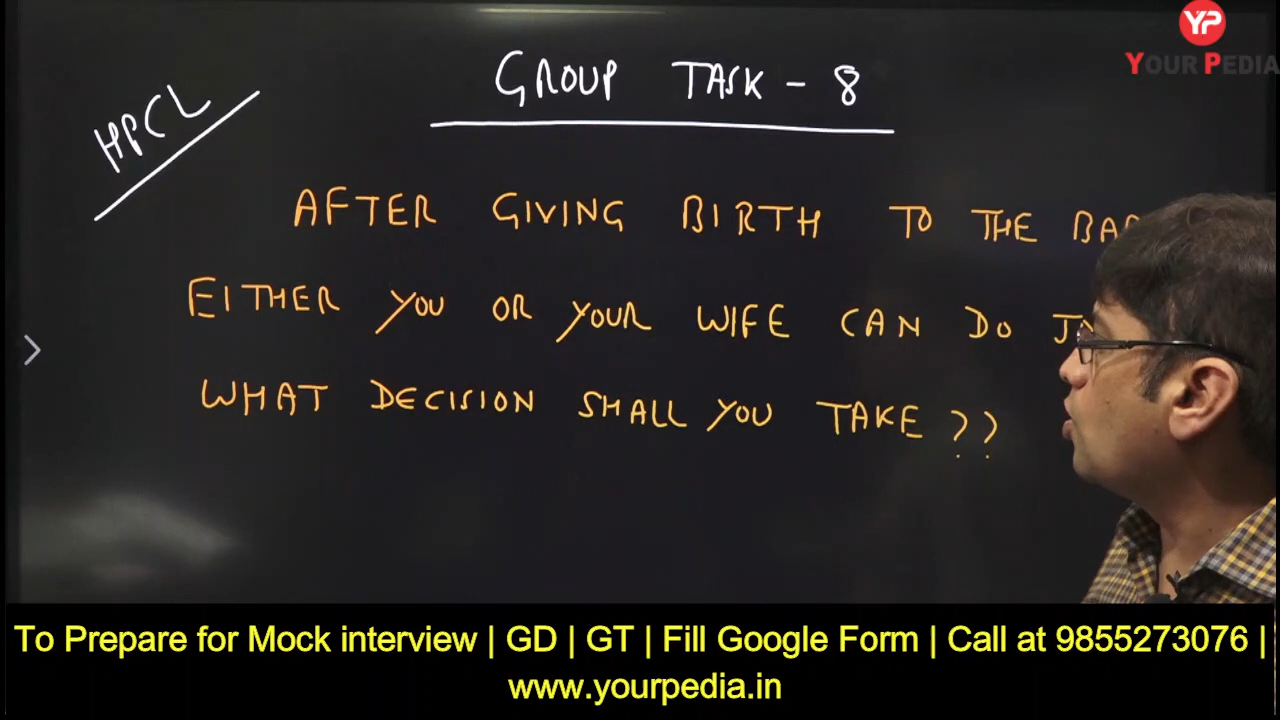 YP
YOUR PEDIA
GROUP TASK - 8
HPCL
AFTER GIVING BIRTH TO THE
EITHER YOU OR YOUR WIFE CAN DO
WHAT DECISION SHALL YOU TAKE ??
To Prepare for Mock interview | GD | GT | Fill Google Form | Call at 9855273076 |
www.yourpedia.in